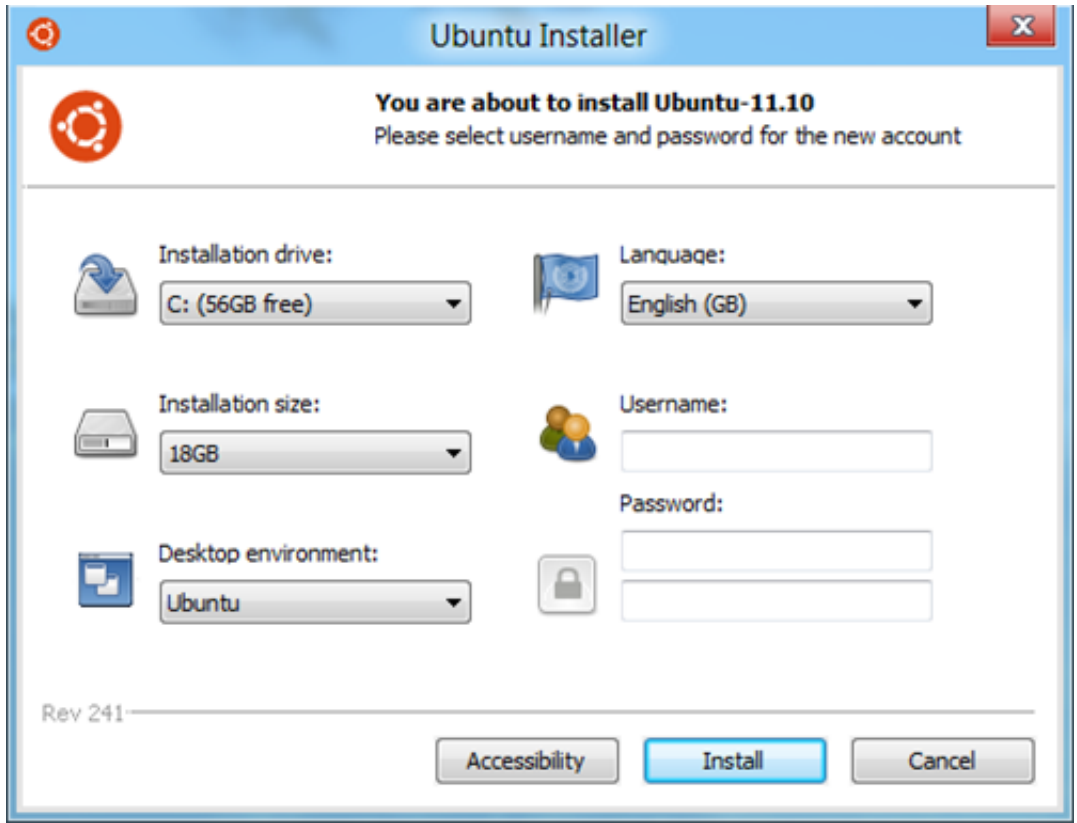 Ubuntu Installer
You are about to install Ubuntu-11.10
Please select username and password for the new account
Installation drive:
C: (56GB free)
Language:
English (GB)
Installation size:
18GB
Username:
Password:
Desktop environment:
Ubuntu
Rev 241
Accessibility
Install
Cancel